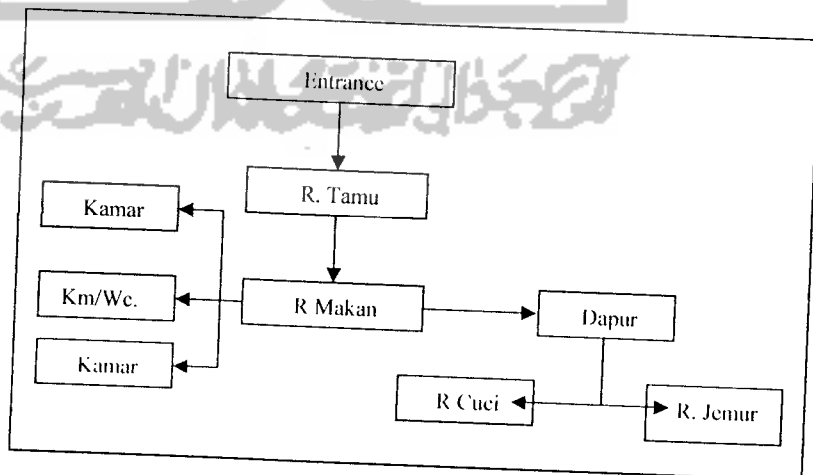 Entrance
R. Tamu
Kamar
Km/Wc.
R Makan
Dapur
Kamar
R Cuci
R. Jemur